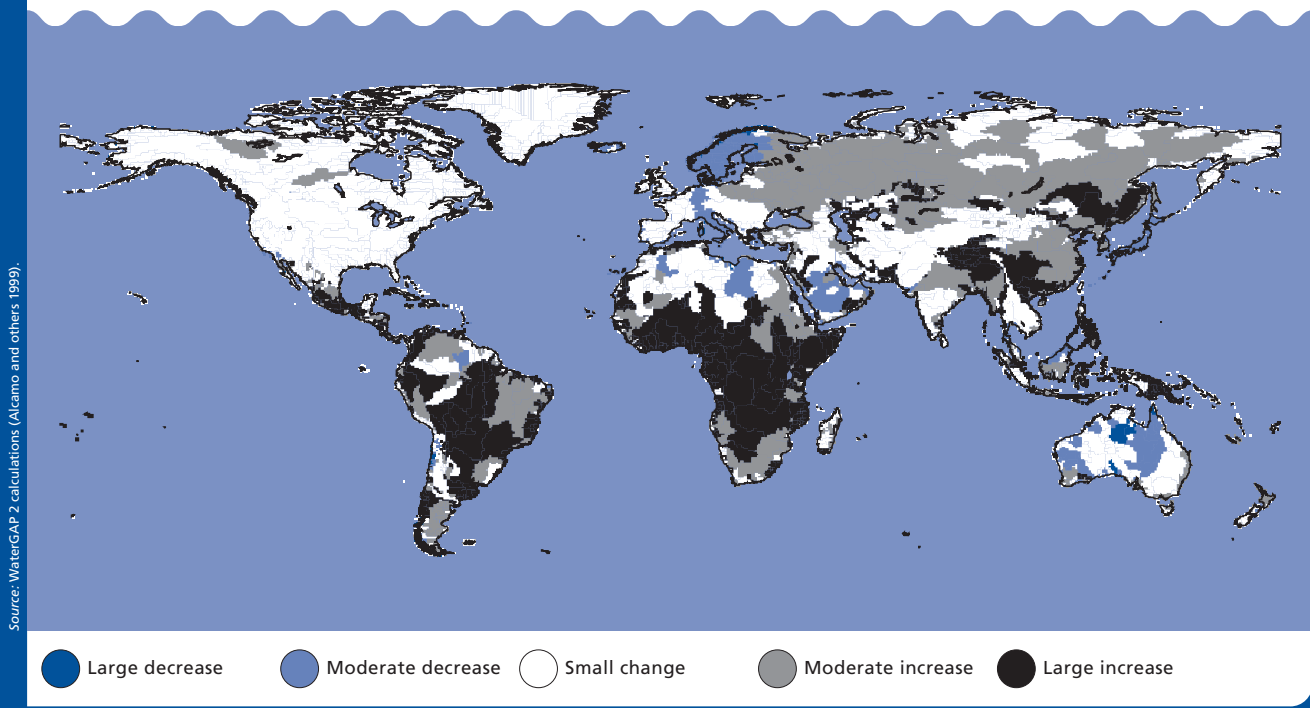 Source: WaterGAP 2 calculations (Alcamo and others 1999).
Large decrease
Moderate decrease
Small change
Moderate increase
Large increase